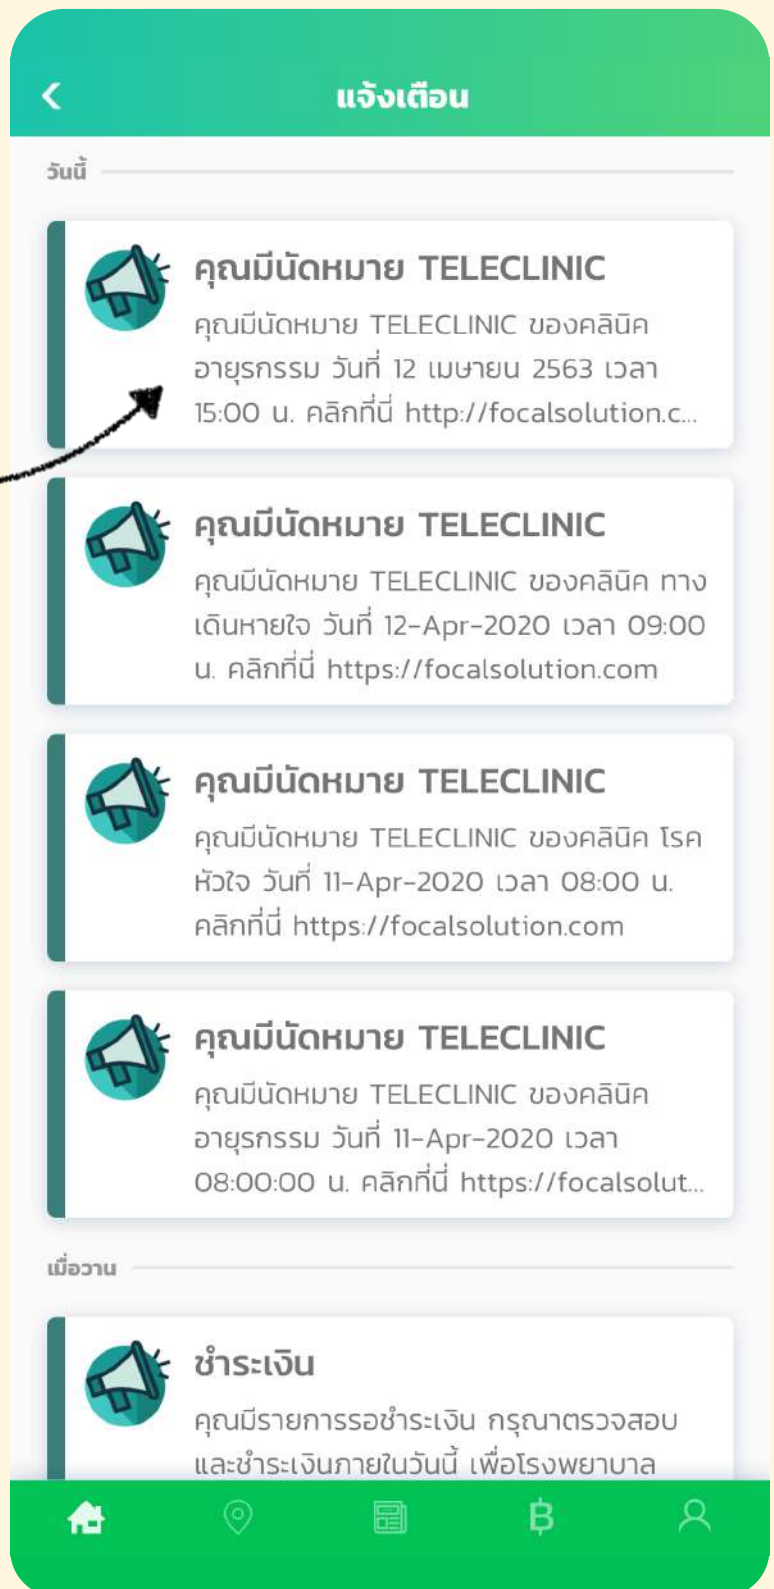 แจ้งเตือน
วันนี้
คุณมีนัดหมาย TELECLINIC
คุณมีนัดหมาย TELECLINIC ของคลินิค
อายุรกรรม วันที่ 12 เมษายน 2563 เวลา
15:00 น. คลิกที่นี่ http://focalsolution.c...
คุณมีนัดหมาย TELECLINIC
คุณมีนัดหมาย TELECLINIC ของคลินิค ทาง
เดินหายใจ วันที่ 12-Apr-2020 เวลา 09:00
น. คลิกที่นี่ https://focalsolution.com
คุณมีนัดหมาย TELECLINIC
คุณมีนัดหมาย TELECLINIC ของคลินิค โรค
หัวใจ วันที่ 11-Apr-2020 เวลา 08:00 น.
คลิกที่นี่ https://focalsolution.com
คุณมีนัดหมาย TELECLINIC
คุณมีนัดหมาย TELECLINIC ของคลินิค
อายุรกรรม วันที่ 11-Apr-2020 เวลา
08:00:00 น. คลิกที่นี่ https://focalsolut...
เมื่อวาน
ชำระเงิน
คุณมีรายการรอชำระเงิน กรุณาตรวจสอบ
และชำระเงินภายในวันนี้ เพื่อโรงพยาบาล